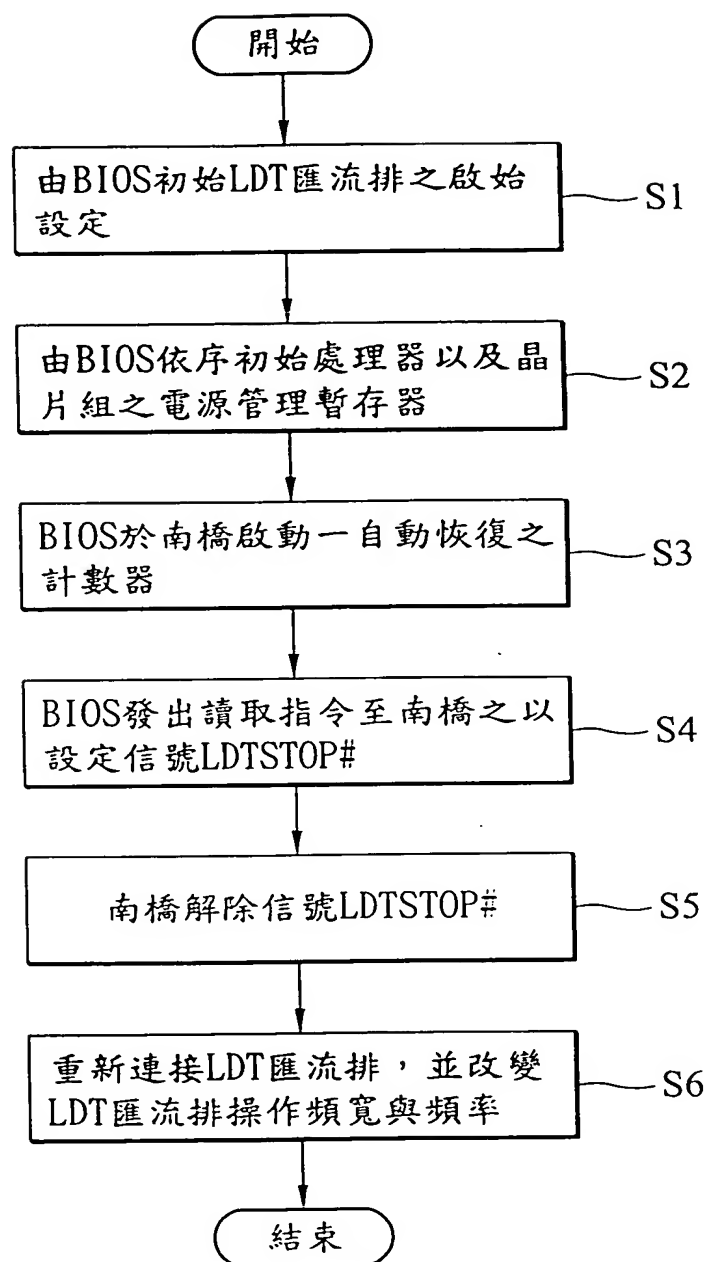 開始
由BIOS初始LDT匯流排之啟始
設定
S1
由BIOS依序初始處理器以及晶
片組之電源管理暫存器
S2
BIOS於南橋啟動一自動恢復之
計數器
S3
BIOS發出讀取指令至南橋之以
設定信號LDTSTOP#
S4
南橋解除信號LDTSTOP#
S5
重新連接LDT匯流排，並改變
LDT匯流排操作頻寬與頻率
S6
結束